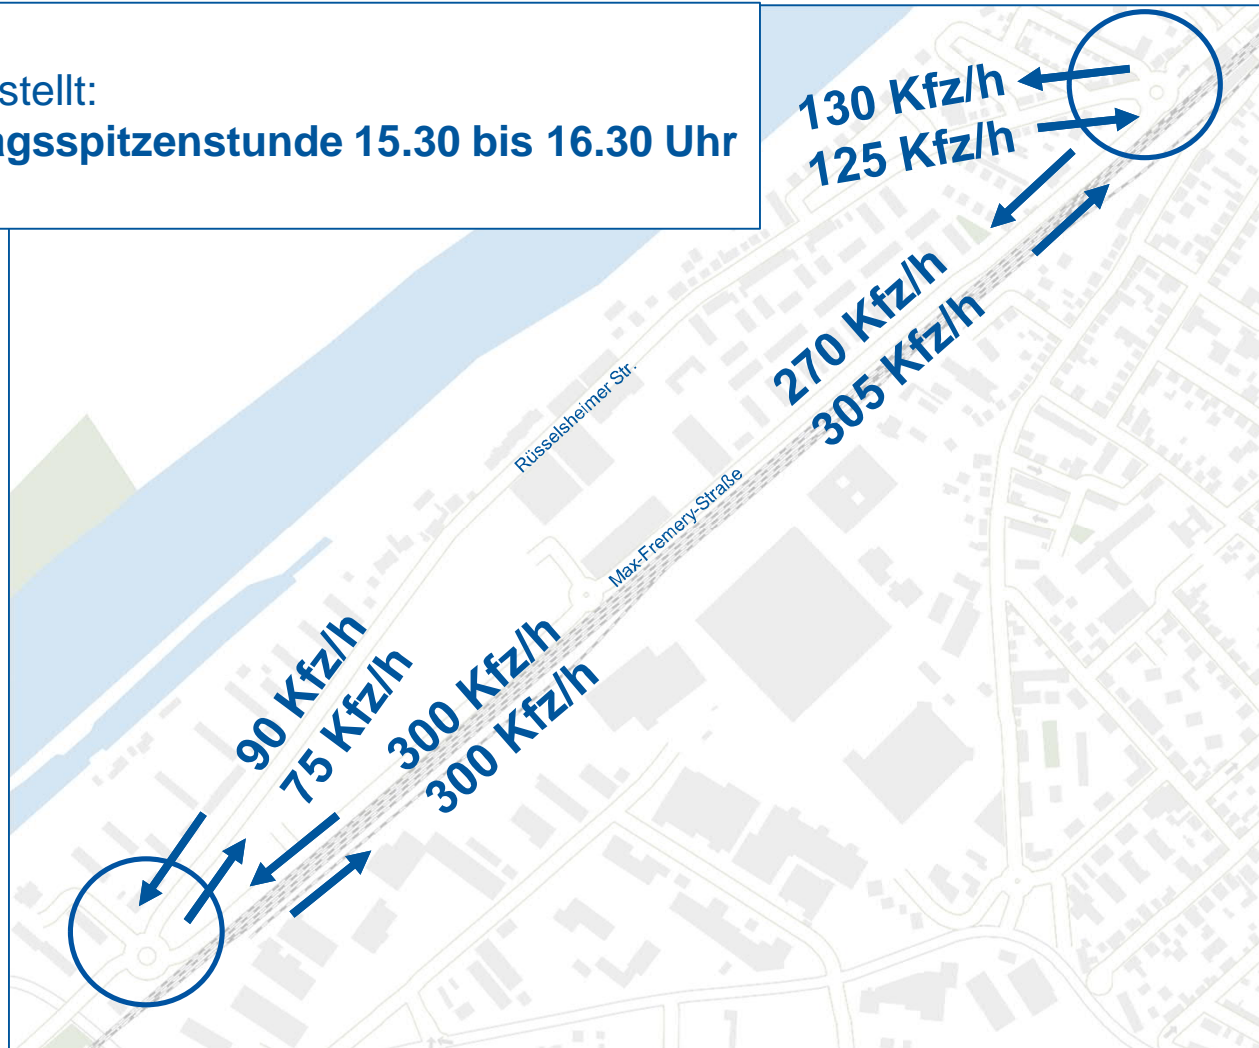 stellt:
agsspitzenstunde 15.30 bis 16.30 Uhr
130 Kfz/h
125 Kfz/h
270 Kfz/h
305 Kfz/h
Rüsselsheimer Str.
Max-Fremery-Straße
90 Kfz/h
75 Kfz/h
300 Kfz/h
300 Kfz/h